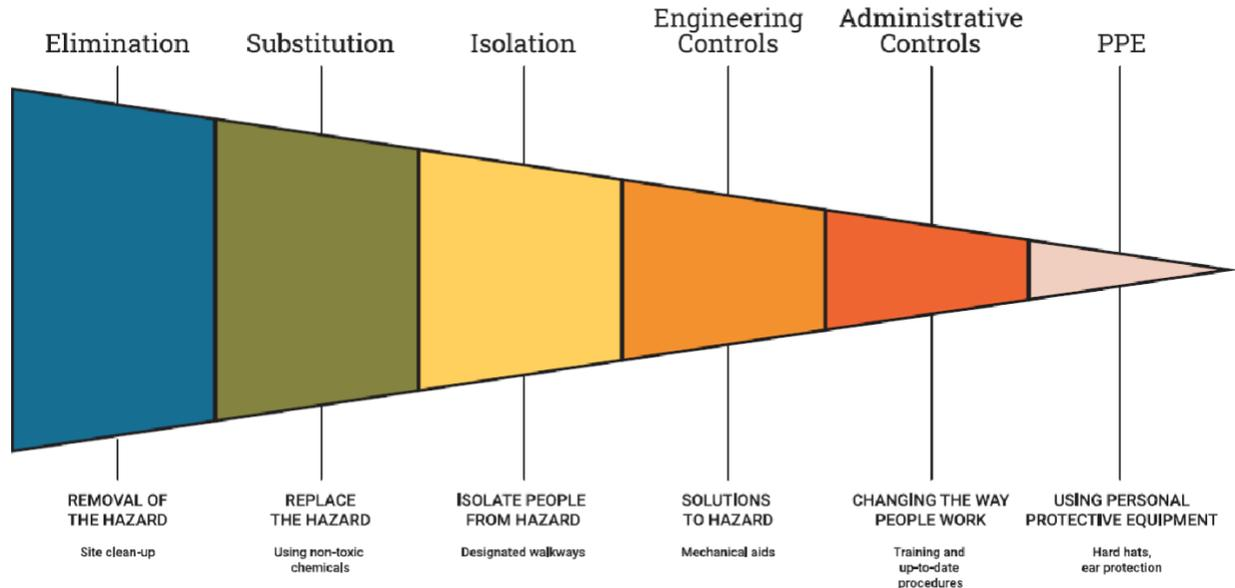 Elimination
Substitution
Isolation
Engineering
Controls
Administrative
Controls
PPE
REMOVAL OF
THE HAZARD
Site clean-up
REPLACE
THE HAZARD
Using non-toxic
chemicals
ISOLATE PEOPLE
FROM HAZARD
Designated walkways
SOLUTIONS
TO HAZARD
Mechanical aids
CHANGING THE WAY
PEOPLE WORK
Training and
up-to-date
procedures
USING PERSONAL
PROTECTIVE EQUIPMENT
Hard hats,
ear protection